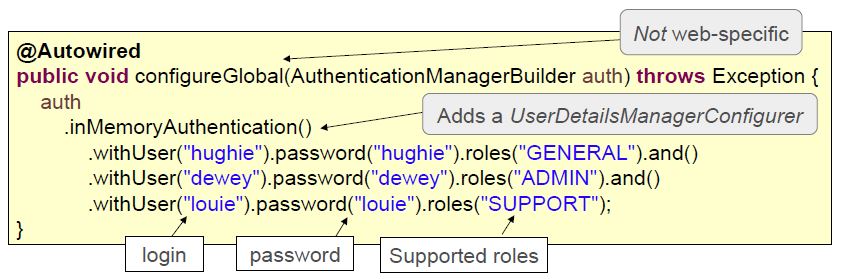 Not web-specific
@Autowired
public void configureGlobal(AuthenticationManagerBuilder auth) throws Exception {
auth
Adds a UserDetailsManagerConfigurer
.inMemoryAuthentication()
.withUser("hughie").password("hughie").roles("GENERAL").and()
.withUser("dewey").password("dewey").roles("ADMIN").and()
.withUser("louie").password("louie").roles("SUPPORT");
}
login
password
Supported roles